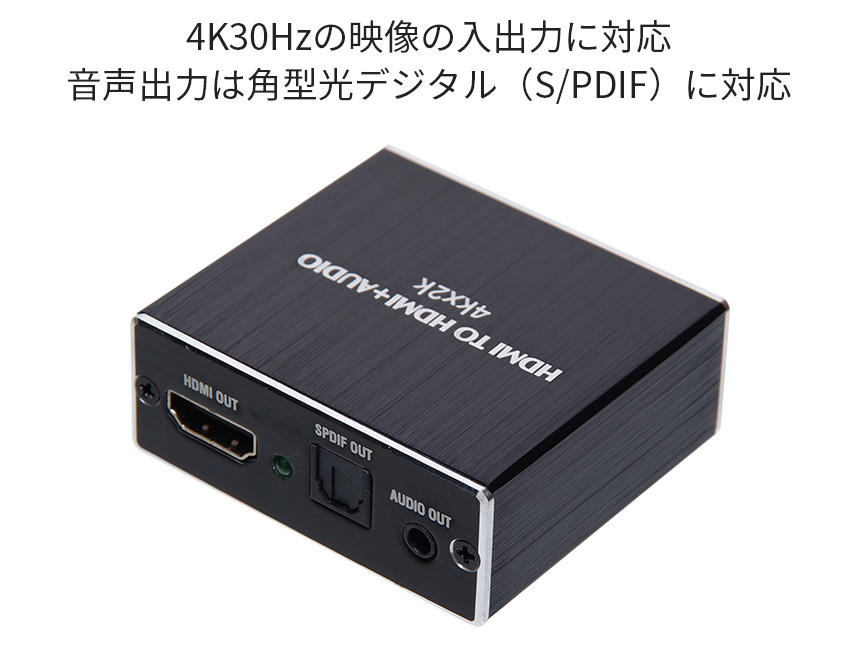 4K30Hzの映像の入出力に対応
音声出力は角型光デジタル（S/PDIF）に対応
HDMI TO HDMI+AUDIO
4kx2k
HDMI OUT
SPDIF OUT
AUDIO OUT